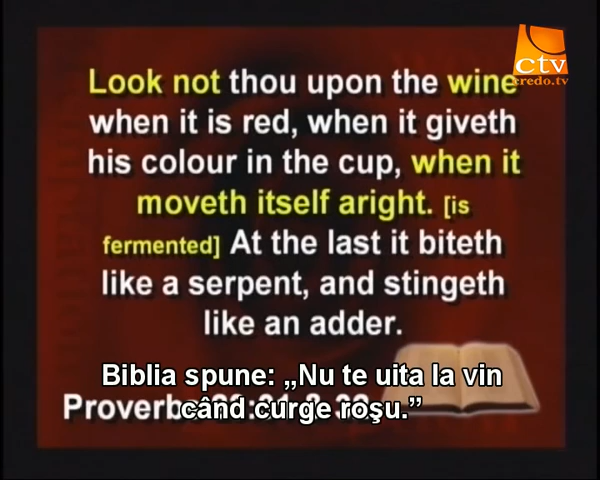 ctv
credo.tv
Look not thou upon the wine
when it is red, when it giveth
his colour in the cup, when it
moveth itself aright. [is
fermented] At the last it biteth
like a serpent, and stingeth
like an adder.
Biblia spune: „Nu te uita la vin
când curge roşu.”